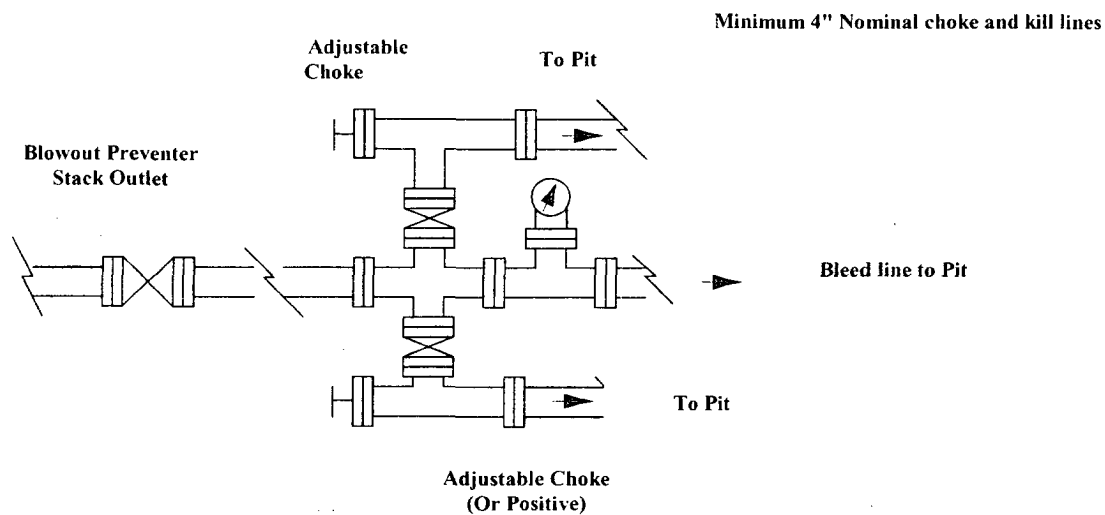 Minimum 4" Nominal choke and kill lines
Adjustable
Choke
To Pit
Blowout Preventer
Stack Outlet
Bleed line to Pit
To Pit
Adjustable Choke
(Or Positive)